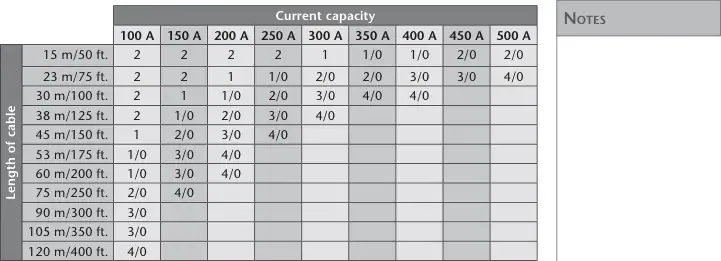 Current capacity
NOTES
100 A 150 A 200 A 250 A 300 A 350 A 400 A 450 A 500 A
Length of cable
15 m/50 ft. 2 2 2 2 1 1/0 1/0 2/0 2/0
23 m/75 ft. 2 2 1 1/0 2/0 2/0 3/0 3/0 4/0
30 m/100 ft. 2 1 1/0 2/0 3/0 4/0 4/0
38 m/125 ft. 2 1/0 2/0 3/0 4/0
45 m/150 ft. 1 2/0 3/0 4/0
53 m/175 ft. 1/0 3/0 4/0
60 m/200 ft. 1/0 3/0 4/0
75 m/250 ft. 2/0 4/0
90 m/300 ft. 3/0
105 m/350 ft. 3/0
120 m/400 ft. 4/0